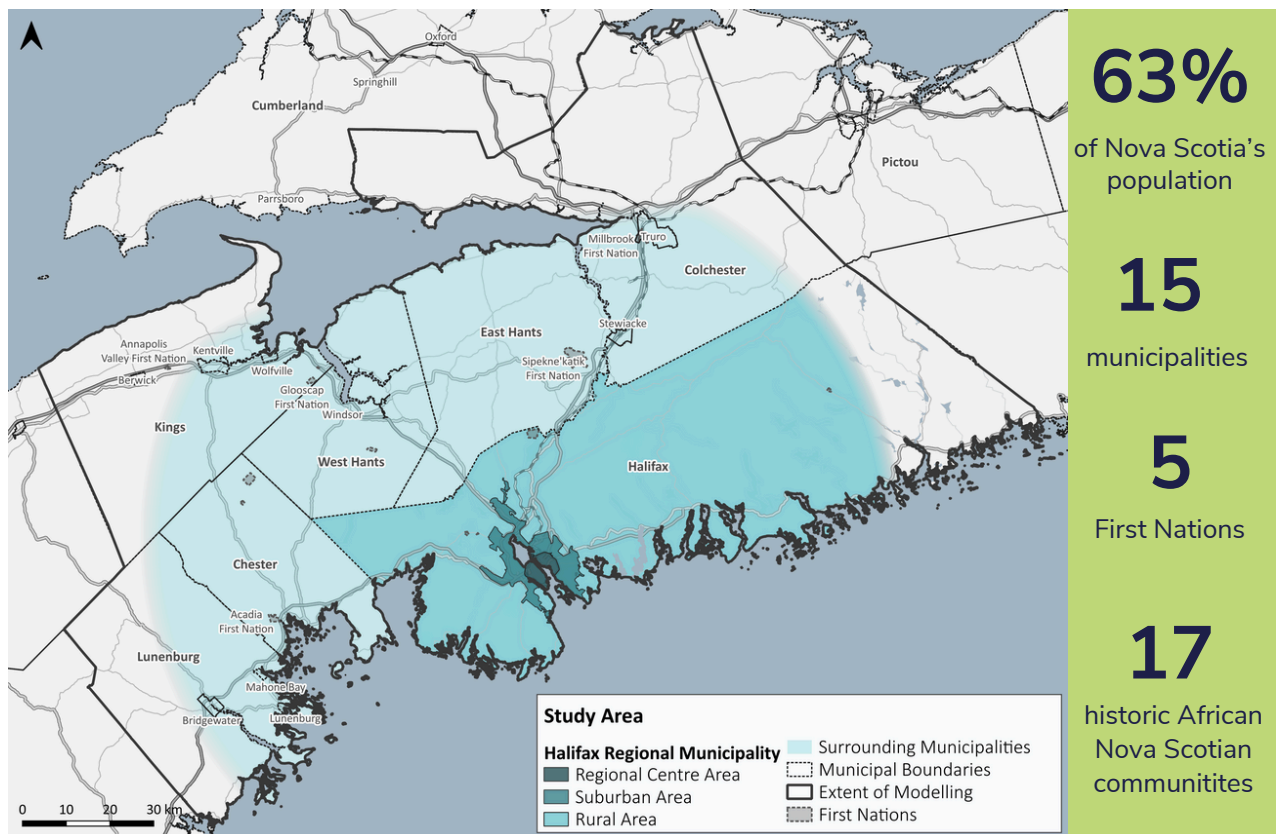 Oxford
Springhill
Cumberland
Pictou
Parrsboro
Millbrook
First Nation
Truro
Colchester
Stewiacke
East Hants
Sipekne'katik
First Nation
Annapolis
Valley First Nation
Kentville
Berwick
Wolfville
Glooscap
First Nation
Windsor
Kings
West Hants
Halifax
Chester
Acadia
First Nation
Lunenburg
Mahone Bay
Bridgewater
Lunenburg
0 10 20 30 km
Study Area
Halifax Regional Municipality
Regional Centre Area
Suburban Area
Rural Area
Surrounding Municipalities
Municipal Boundaries
Extent of Modelling
First Nations
63%
of Nova Scotia's
population
15
municipalities
5
First Nations
17
historic African
Nova Scotian
communitites